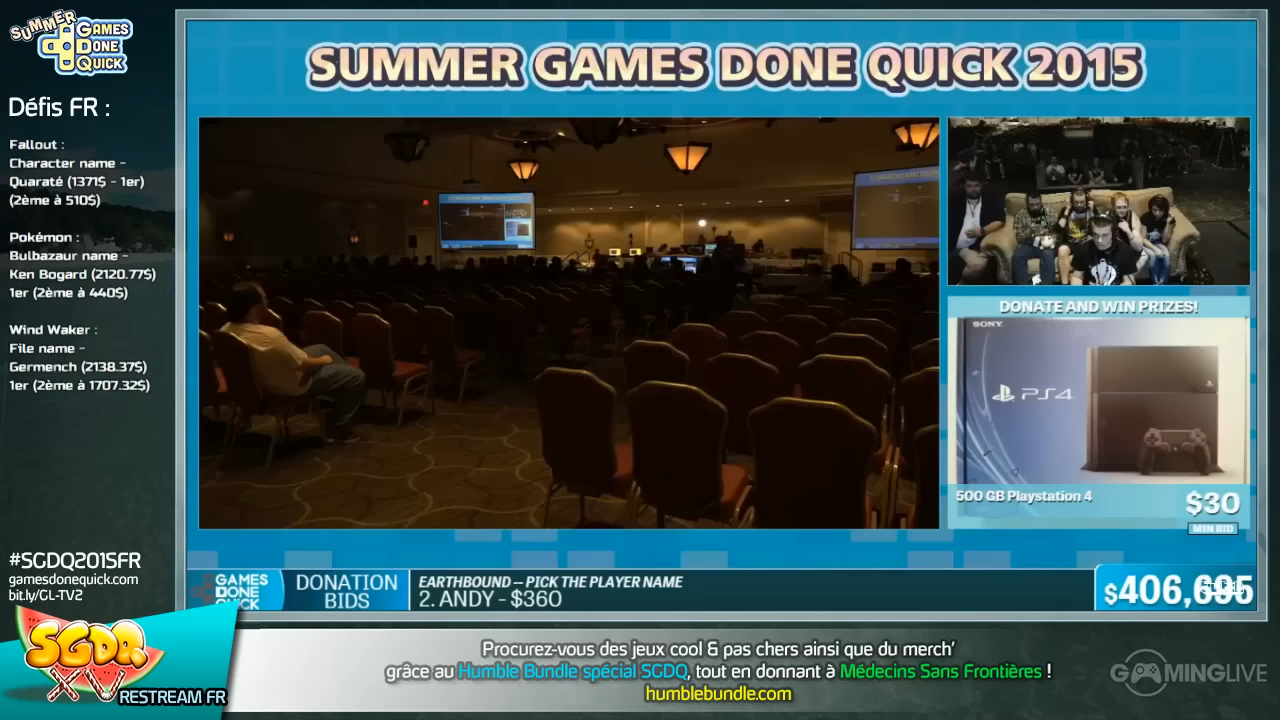 SUMMER
GAMES
DONE
QUICK
Défis FR :
Fallout :
Character name -
Quaraté (1371$ - 1er)
(2ème à 510$)
Pokémon :
Bulbazaur name -
Ken Bogard (2120.77$)
1er (2ème à 440$)
Wind Waker :
File name -
Germench (2138.37$)
1er (2ème à 1707.32$)
#SGDQ2015FR
gamesdonequick.com
bit.ly/GL-TV2
SGDQ
XV
RESTREAM FR
SUMMER GAMES DONE QUICK 2015
DONATE AND WIN PRIZES!
SONY
PS4
500 GB Playstation 4
$30
MIN BID
GAMES
DONE
QUICK
DONATION
BIDS
EARTHBOUND -- PICK THE PLAYER NAME
2. ANDY - $360
Procurez-vous des jeux cool & pas chers ainsi que du merch'
grâce au Humble Bundle spécial SGDQ, tout en donnant à Médecins Sans Frontières !
humblebundle.com
GAMINGLIVE